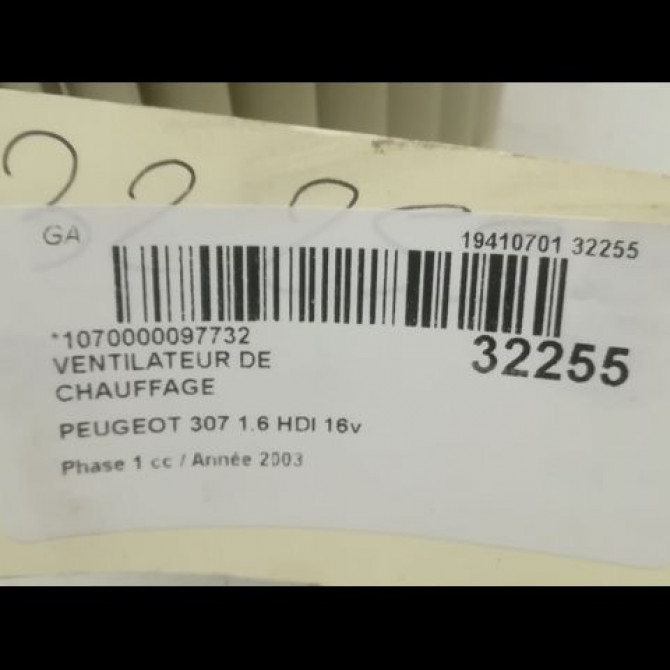 GA
19410701 32255
*1070000097732
32255
VENTILATEUR DE
CHAUFFAGE
PEUGEOT 307 1.6 HDI 16v
Phase 1 cc / Année 2003